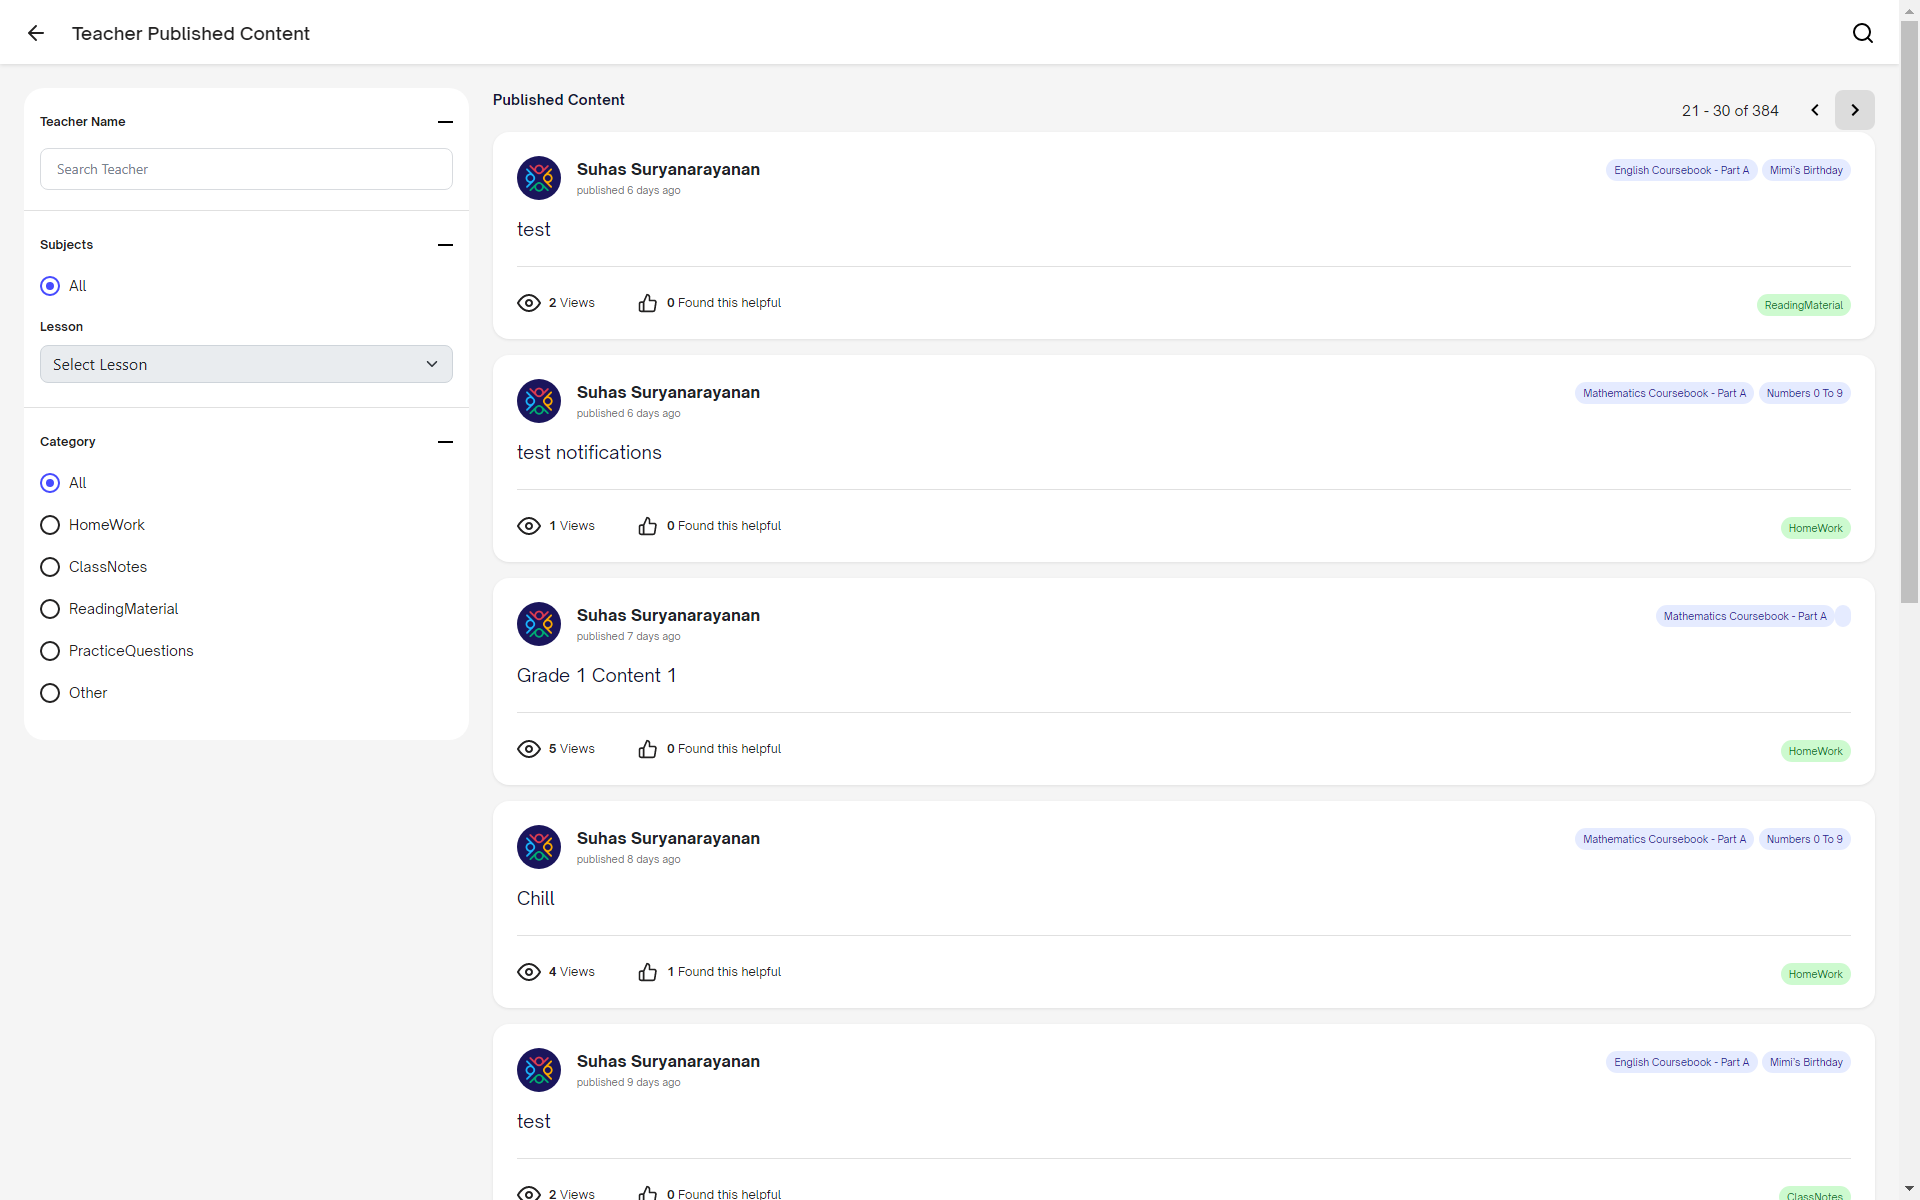 Teacher Published Content
Teacher Name
Search Teacher
Subjects
All
Lesson
Select Lesson
Category
All
HomeWork
ClassNotes
ReadingMaterial
PracticeQuestions
Other
Published Content
21 - 30 of 384
Suhas Suryanarayanan
published 6 days ago
English Coursebook - Part A
Mimi's Birthday
test
2 Views
0 Found this helpful
ReadingMaterial
Suhas Suryanarayanan
published 6 days ago
Mathematics Coursebook - Part A
Numbers 0 To 9
test notifications
1 Views
0 Found this helpful
HomeWork
Suhas Suryanarayanan
published 7 days ago
Mathematics Coursebook - Part A
Grade 1 Content 1
5 Views
0 Found this helpful
HomeWork
Suhas Suryanarayanan
published 8 days ago
Mathematics Coursebook - Part A
Numbers 0 To 9
Chill
4 Views
1 Found this helpful
HomeWork
Suhas Suryanarayanan
published 9 days ago
English Coursebook - Part A
Mimi's Birthday
test
2 Views
0 Found this helpful
ClassNotes